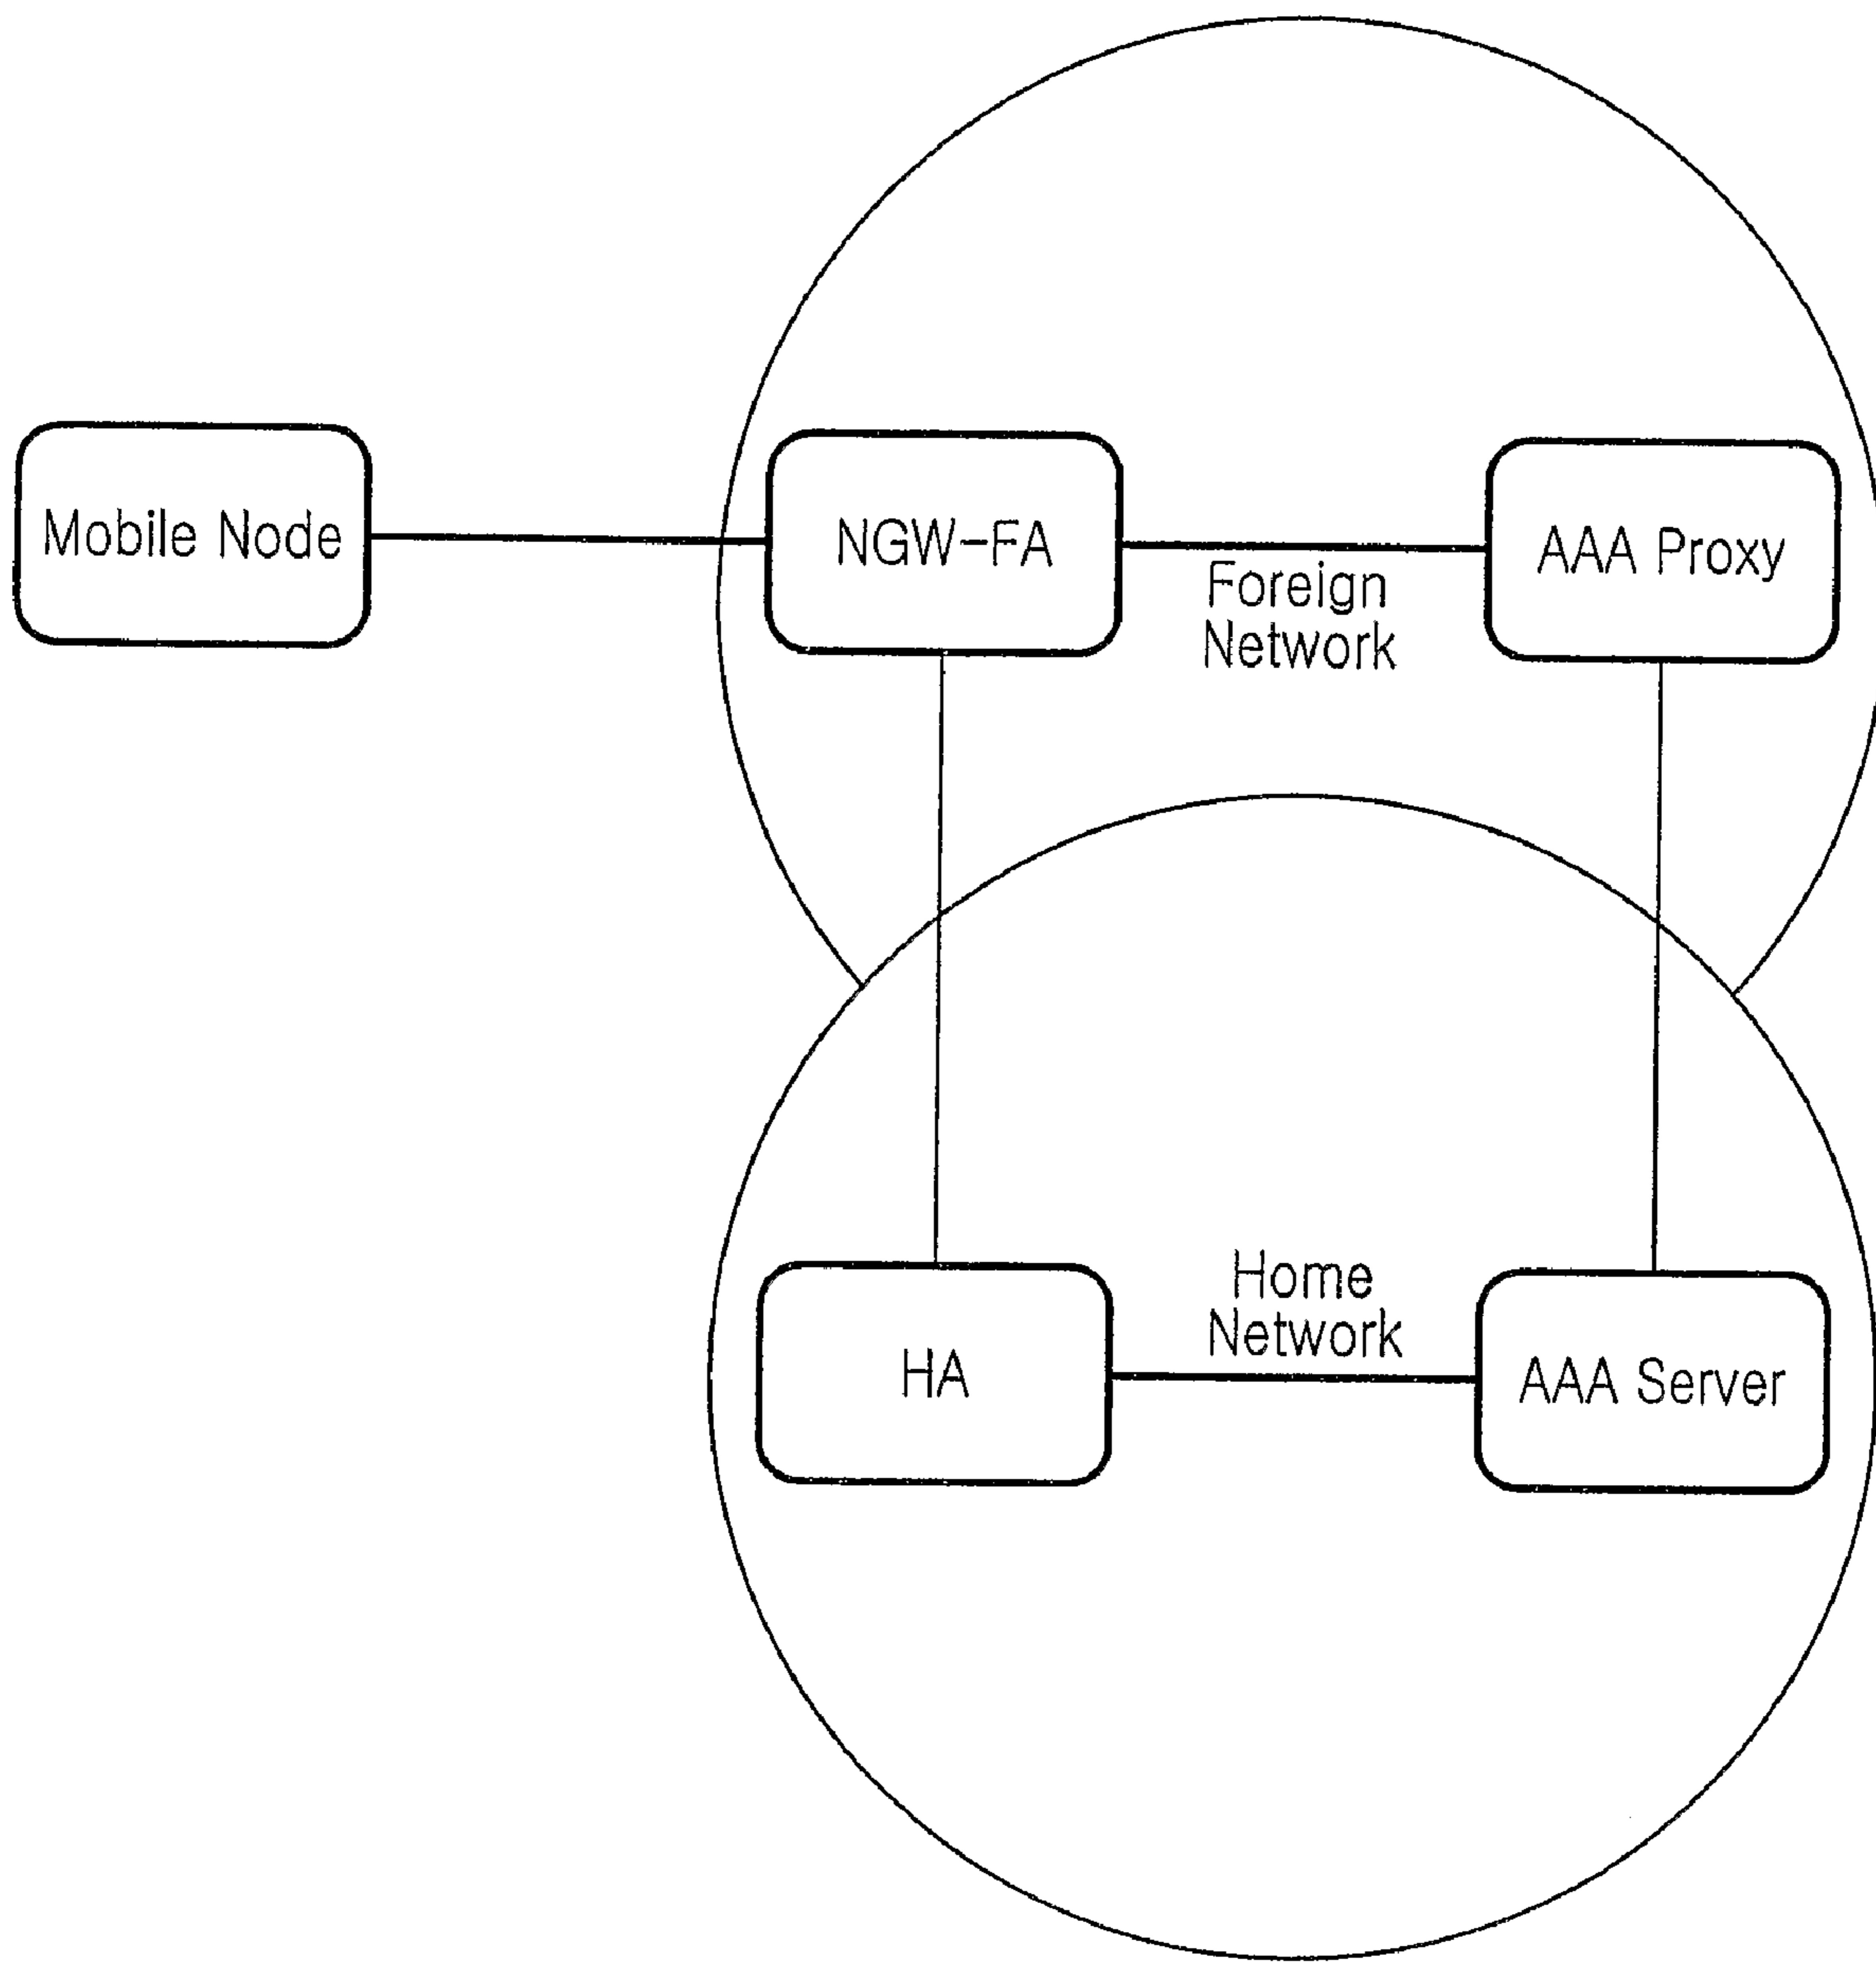 Mobile Node
NGW-FA
AAA Proxy
Foreign
Network
Home
Network
HA
AAA Server